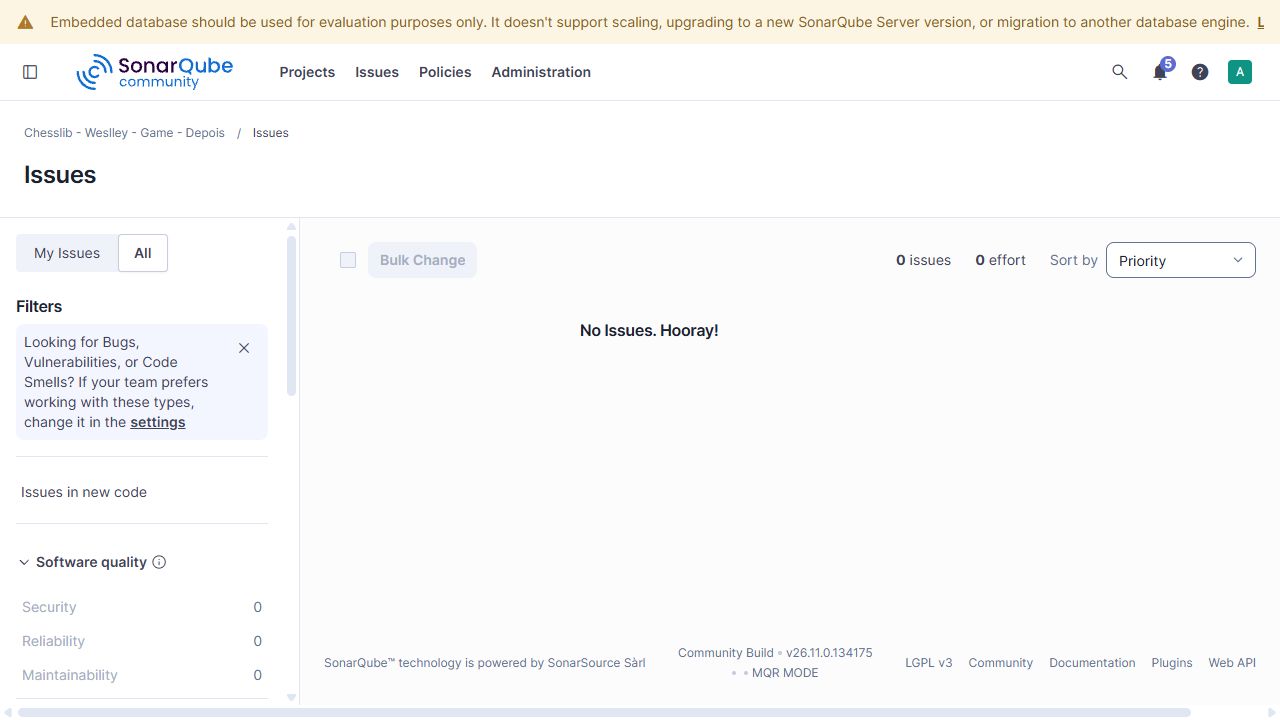 Embedded database should be used for evaluation purposes only. It doesn't support scaling, upgrading to a new SonarQube Server version, or migration to another database engine. L
SonarQube community
Projects Issues Policies Administration
5
? A
Chesslib - Weslley - Game - Depois / Issues
Issues
My Issues All
Bulk Change
0 issues 0 effort Sort by Priority
Filters
Looking for Bugs,
Vulnerabilities, or Code
Smells? If your team prefers
working with these types,
change it in the settings
No Issues. Hooray!
Issues in new code
Software quality
Security 0
Reliability 0
Maintainability 0
SonarQube™ technology is powered by SonarSource Sàrl
Community Build • v26.11.0.134175
• • MQR MODE
LGPL v3 Community Documentation Plugins Web API